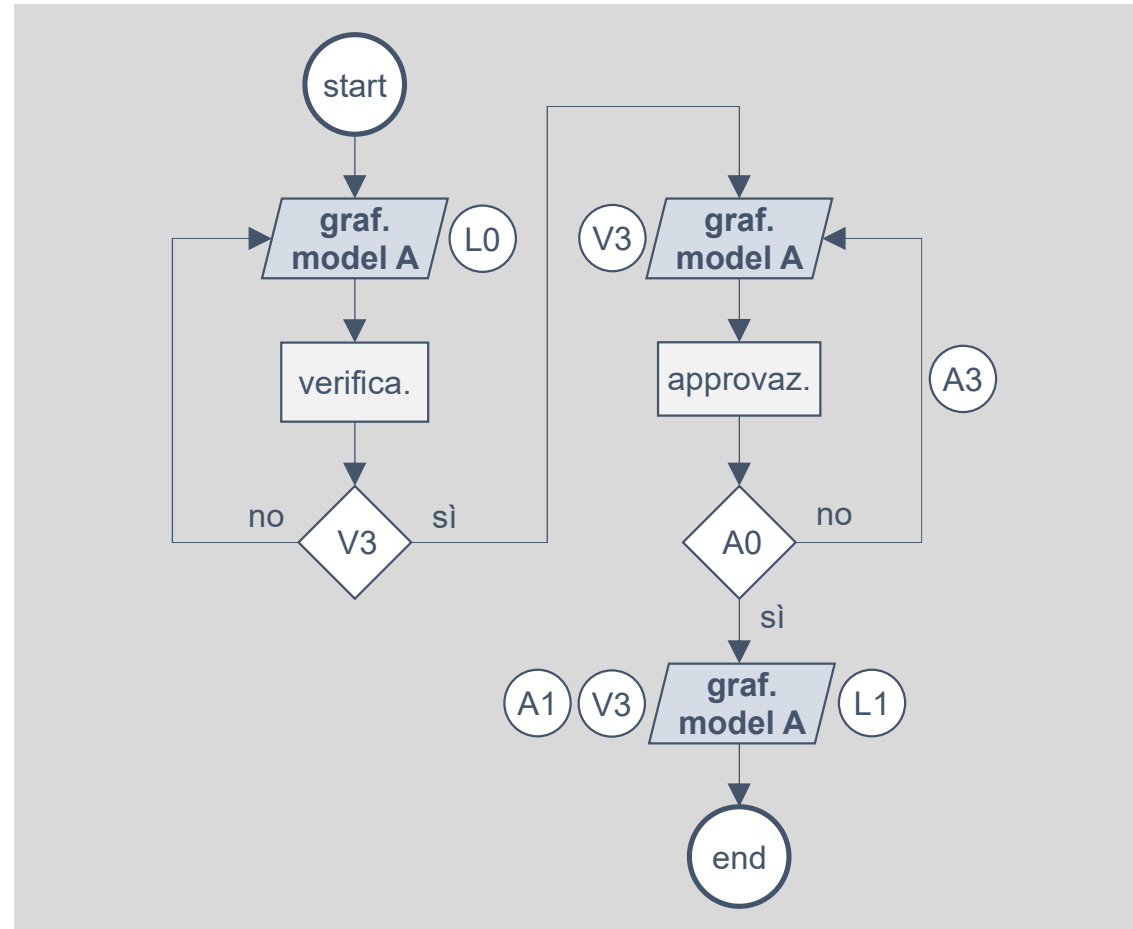 start
graf.
model A
L0
verifica.
V3
no
sì
V3
graf.
model A
approvaz.
A3
A0
no
sì
A1
V3
graf.
model A
L1
end